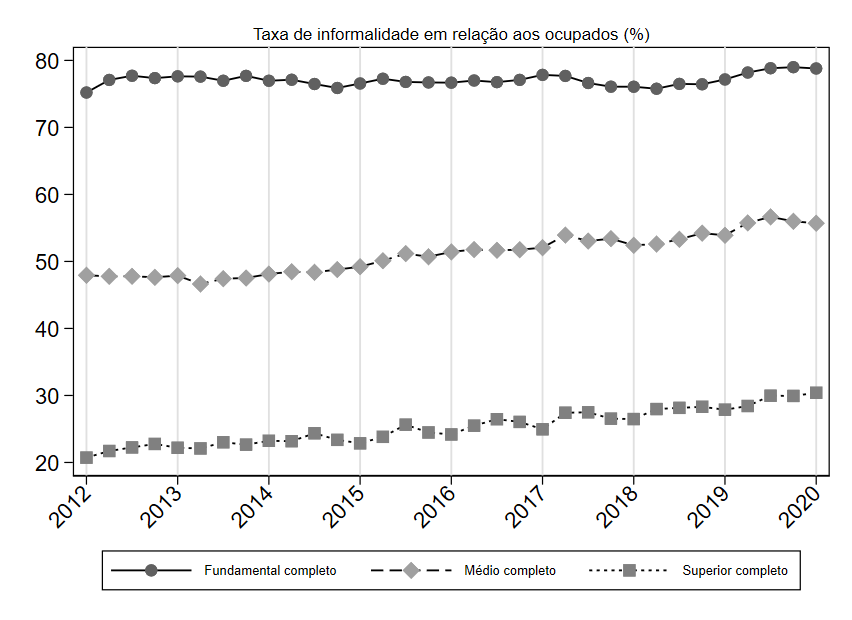 Taxa de informalidade em relação aos ocupados (%)
80
70
60
50
40
30
20
2012 2013 2014 2015 2016 2017 2018 2019 2020
Fundamental completo Médio completo Superior completo